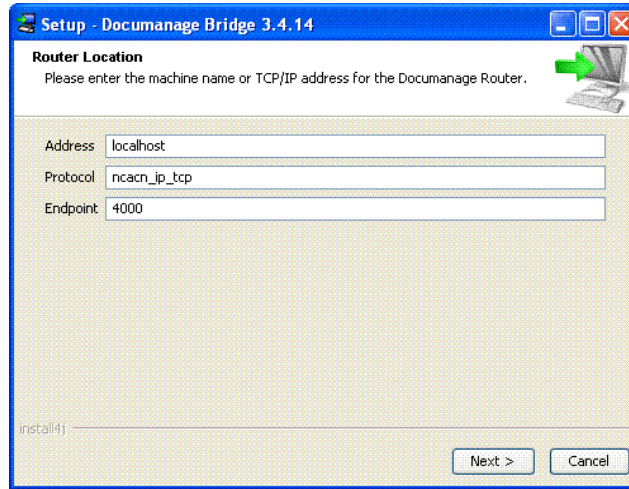 Setup - Documanage Bridge 3.4.14
Router Location
Please enter the machine name or TCP/IP address for the Documanage Router.
Address localhost
Protocol ncacn_ip_tcp
Endpoint 4000
install4j
Next >
Cancel